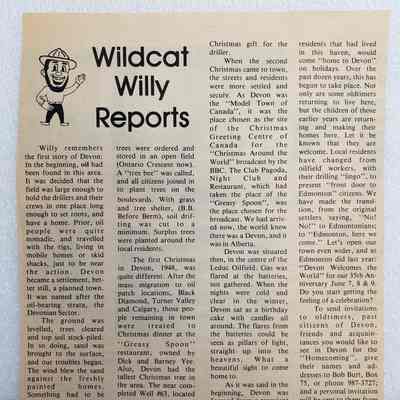 Wildcat
Willy
Reports
Willy remembers
the first story of Devon.
In the beginning, oil had
been found in this area.
It was decided that the
field was large enough to
hold the drillers and their
crews in one place long
enough to set roots, and
have a home. Prior, oil
people were quite
nomadic, and travelled
with the rigs, living in
mobile homes or skid
shacks, just to be near
the action. Devon
became a settlement, bet-
ter still, a planned town.
It was named after the
oil-bearing strata, the
Devonian Sector.
The ground was
levelled, trees cleared
and top soil stock-piled.
In so doing, sand was
brought to the surface,
and our troubles began.
The wind blew the sand
against the freshly
painted homes.
Something had to be
trees were ordered and
stored in an open field
(Ontario Cresent now).
A "tree bee" was called,
and all citizens joined in
to plant trees on the
boulevards. With grass
and tree shelter, (B.B.
Before Bern), soil drif-
ting was cut to a
minimum. Surplus trees
were planted around the
local residents.
The first Christmas
in Devon, 1948, was
quite different. After the
mass migration to oil
patch locations, Black
Diamond, Turner Valley
and Calgary, those peo-
ple remaining in town
were treated to
Christmas dinner at the
"Greasy Spoon"
restaurant, owned by
Dick and Barney Yee.
Also, Devon had the
tallest Christmas tree in
the area. The near com-
pleted Well #63, located
Christmas gift for the
driller.
When the second
Christmas came to town,
the streets and residents
were more settled and
secure. As Devon was
the "Model Town of
Canada", it was the
place chosen as the site
of the Christmas
Greeting Centre of
Canada for the
"Christmas Around the
World" broadcast by the
BBC. The Club Pagoda,
Night Club and
Restaurant, which had
taken the place of the
"Greasy Spoon", was
the place chosen for the
broadcast. We had arriv-
ed now, the world knew
there was a Devon, and it
was in Alberta.
Devon was situated
then, in the centre of the
Leduc Oilfield. Gas was
flared at the batteries,
not gathered. When the
nights were cold and
clear in the winter,
Devon sat as a birthday
cake with candles all
around. The flares from
the batteries could be
seen as pillars of light,
straight up into the
heavens. What a
beautiful sight to come
home to.
As it was said in the
beginning, Devon was
residents that had lived
in this haven, would
come "home to Devon"
on holidays. Over the
past dozen years, this has
begun to take place. Not
only are some oldtimers
returning to live here,
but the children of those
earlier years are return-
ing and making their
homes here. Let it be
known that they are
welcome. Local residents
have changed from
oilfield workers, with
their drilling "lingo", to
present "front door to
Edmonton" citizens. We
have made the transi-
tion, from the original
settlers saying, "No!
No!" to Edmontonians;
to "Edmonton, here we
come." Let's open our
town even wider, and as
Edmonton did last year:
"Devon Welcomes the
World" for our 35th An-
niversary June 7, 8 & 9.
Do you start getting the
feeling of a celebration?
To send invitations
to oldtimers, past
citizens of Devon,
friends and acquain-
ances you would like to
see in Devon for the
"Homecoming", give
their names and ad-
dresses to Bob Burt, Box
75, or phone 987-3727,
and a personal invitation